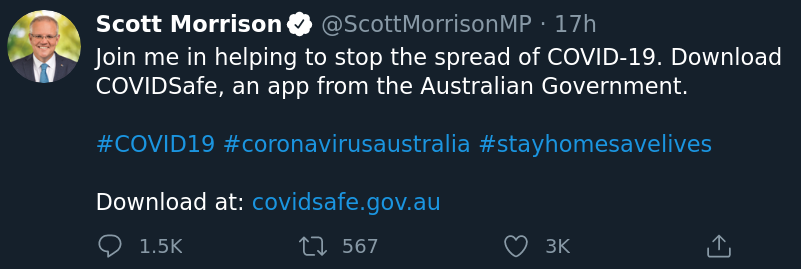 Scott Morrison @ScottMorrisonMP · 17h
Join me in helping to stop the spread of COVID-19. Download
COVIDSafe, an app from the Australian Government.
#COVID19 #coronavirusaustralia #stayhomesavelives
Download at: covidsafe.gov.au
1.5K 567 3K